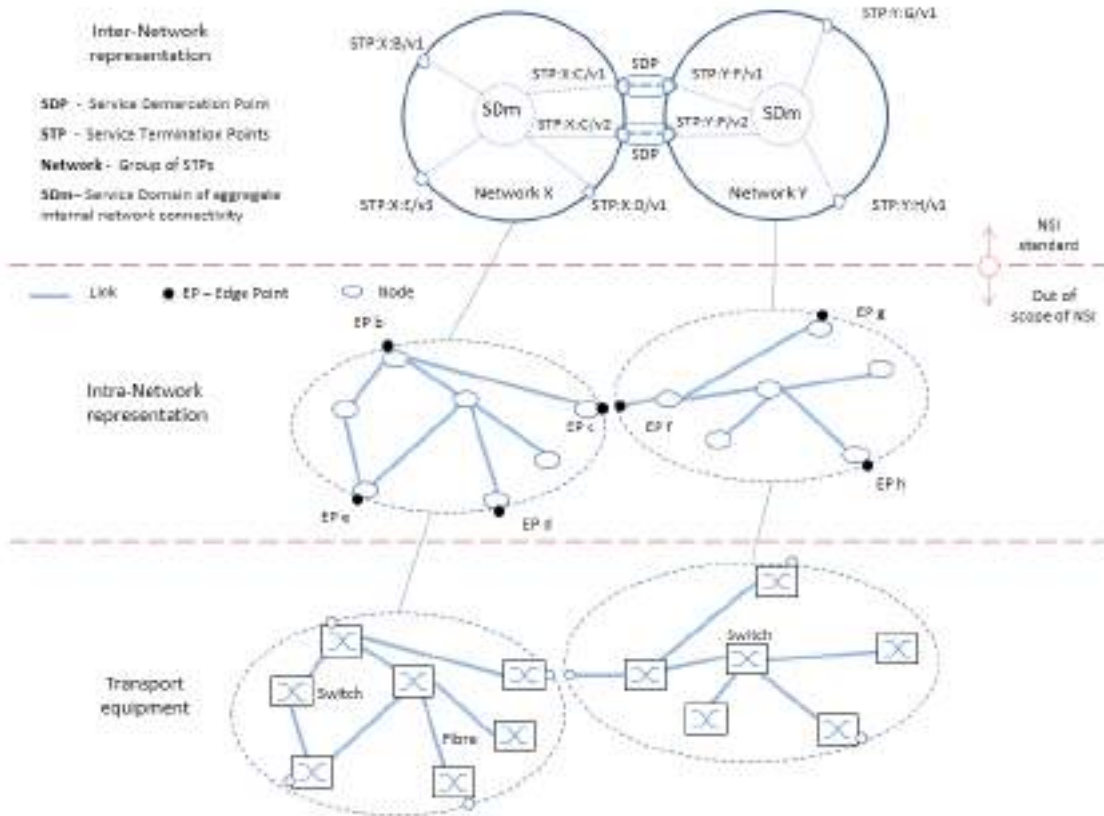 Inter-Network
representation
SDP - Service Demarcation Point
STP - Service Termination Points
Network - Group of STPs
SDm – Service Domain of aggregate
internal network connectivity
STP:X:B/v1
STP:X:C/v1
SDm
STP:X:C/v2
Network X
STP:X:E/v3
STP:X:D/v1
SDP
SDP
STP:Y:G/v1
STP:Y:F/v1
SDm
STP:Y:F/v2
Network Y
STP:Y:H/v3
NSI
standard
Out of
scope of NSI
Link
EP – Edge Point
Node
Intra-Network
representation
EP b
EP c
EP e
EP d
EP g
EP f
EP h
Transport
equipment
Switch
Fibre
Switch